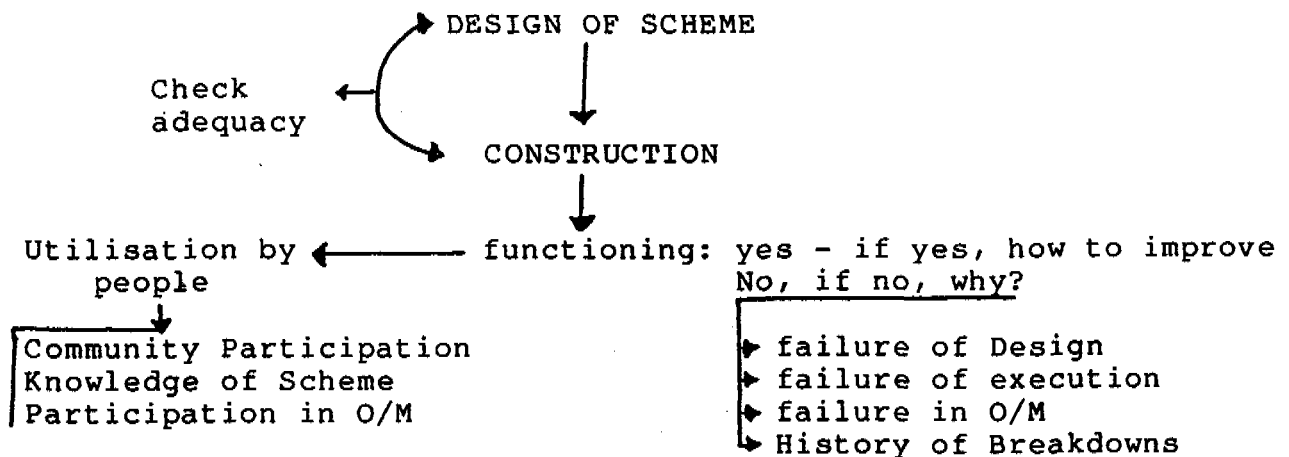 DESIGN OF SCHEME
Check
adequacy
CONSTRUCTION
Utilisation by
people
functioning: yes - if yes, how to improve
No, if no, why?
Community Participation
Knowledge of Scheme
Participation in O/M
failure of Design
failure of execution
failure in O/M
History of Breakdowns